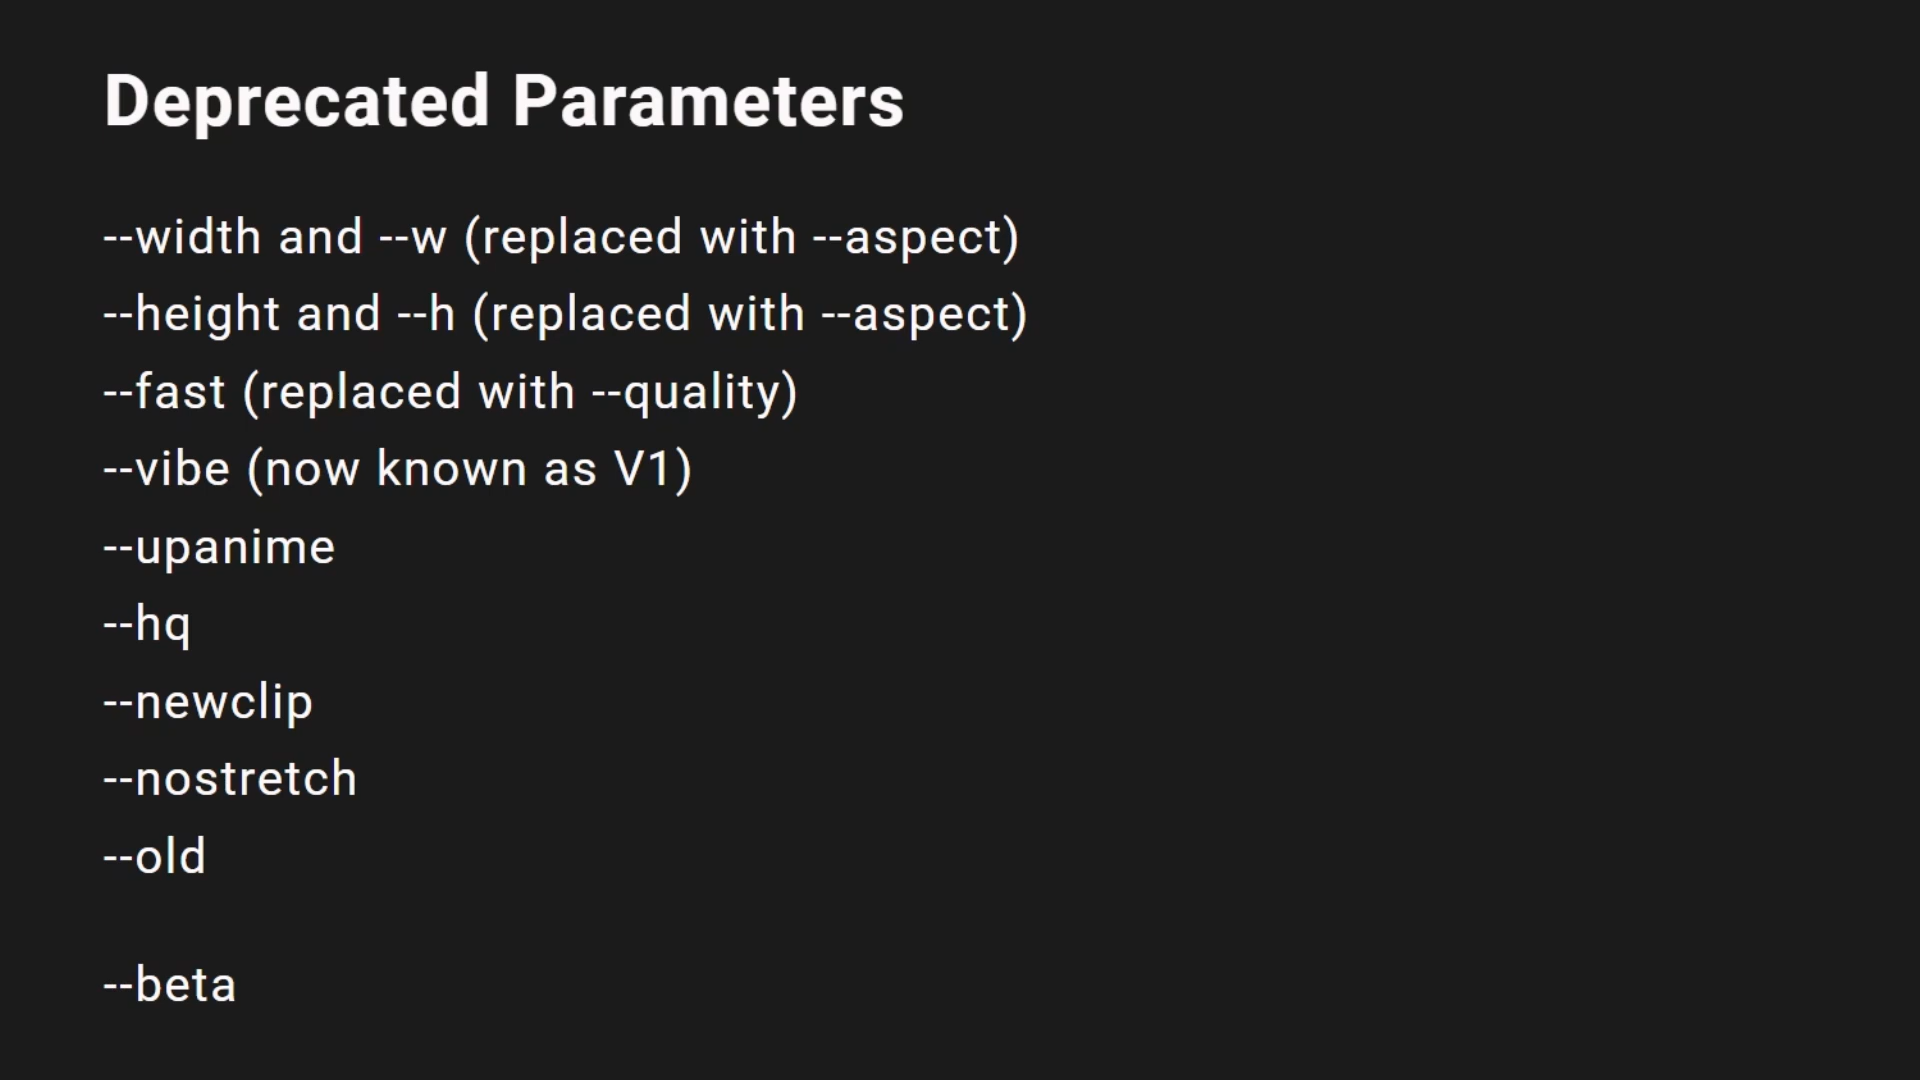 Deprecated Parameters
--width and --w (replaced with --aspect)
--height and --h (replaced with --aspect)
--fast (replaced with --quality)
--vibe (now known as V1)
--upanime
--hq
--newclip
--nostretch
--old
--beta